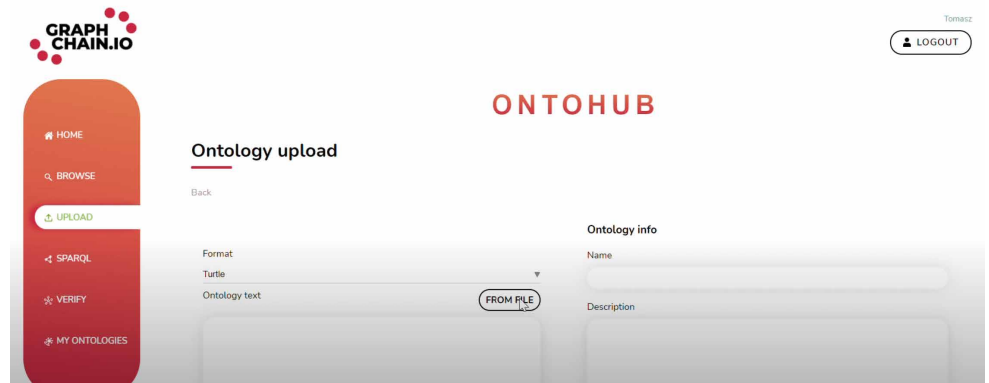 GRAPH
CHAIN.IO
Tomasz
LOGOUT
ONTOHUB
HOME
BROWSE
UPLOAD
SPARQL
VERIFY
MY ONTOLOGIES
Ontology upload
Back
Format
Turtle
Ontology text
FROM FILE
Ontology info
Name
Description